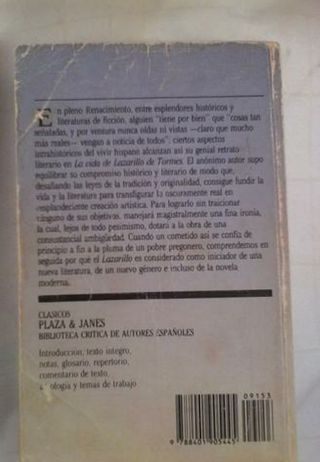 En pleno Renacimiento, entre esplendores históricos y
literaturas de ficción, alguien "tiene por bien" que "cosas tan
señaladas, y por ventura nunca oídas ni vistas —claro que mucho
más reales— vengan a noticia de todos": ciertos aspectos
intrahistóricos del vivir hispano alcanzan así su genial retrato
literario en La vida de Lazarillo de Tormes. El anónimo autor supo
equilibrar su compromiso histórico y literario de modo que,
desafiando las leyes de la tradición y originalidad, consigue fundir la
vida y la literature para transfigurar lo oscuramente real en
resplandeciente creación artística. Para lograrlo sin traicionar
ninguno de sus objetivos, manejará magistralmente una fina ironía,
la cual, lejos de todo pesimismo, dotará a la obra de una
consustancial ambigüedad. Cuando un cometido así se confía de
principio a fin a la pluma de un pobre pregonero, comprendemos en
seguida por qué el Lazarillo es considerado como iniciador de una
nueva literatura, de un nuevo género e incluso de la novela
moderna.
CLASICOS
PLAZA & JANES
BIBLIOTECA CRITICA DE AUTORES ESPAÑOLES
Introducción, texto íntegro,
notas, glosario, repertorio,
comentario de texto,
antología y temas de trabajo
09153
9 788401 905445